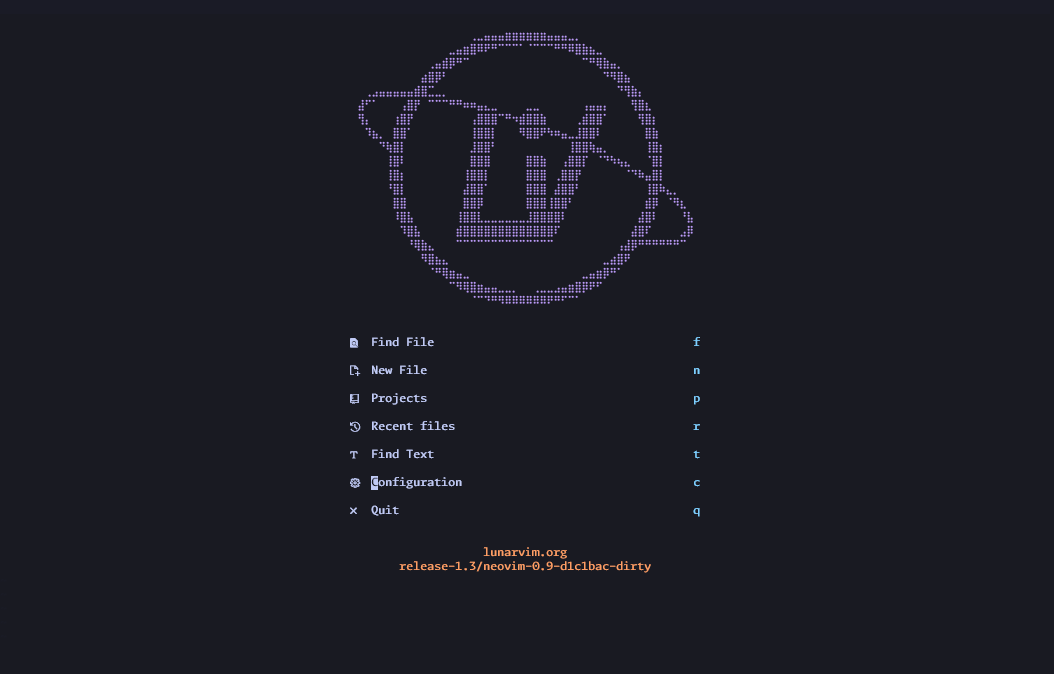 Find File f
New File n
Projects p
Recent files r
Find Text t
Configuration c
Quit q
lunarvim.org
release-1.3/neovim-0.9-d1c1bac-dirty